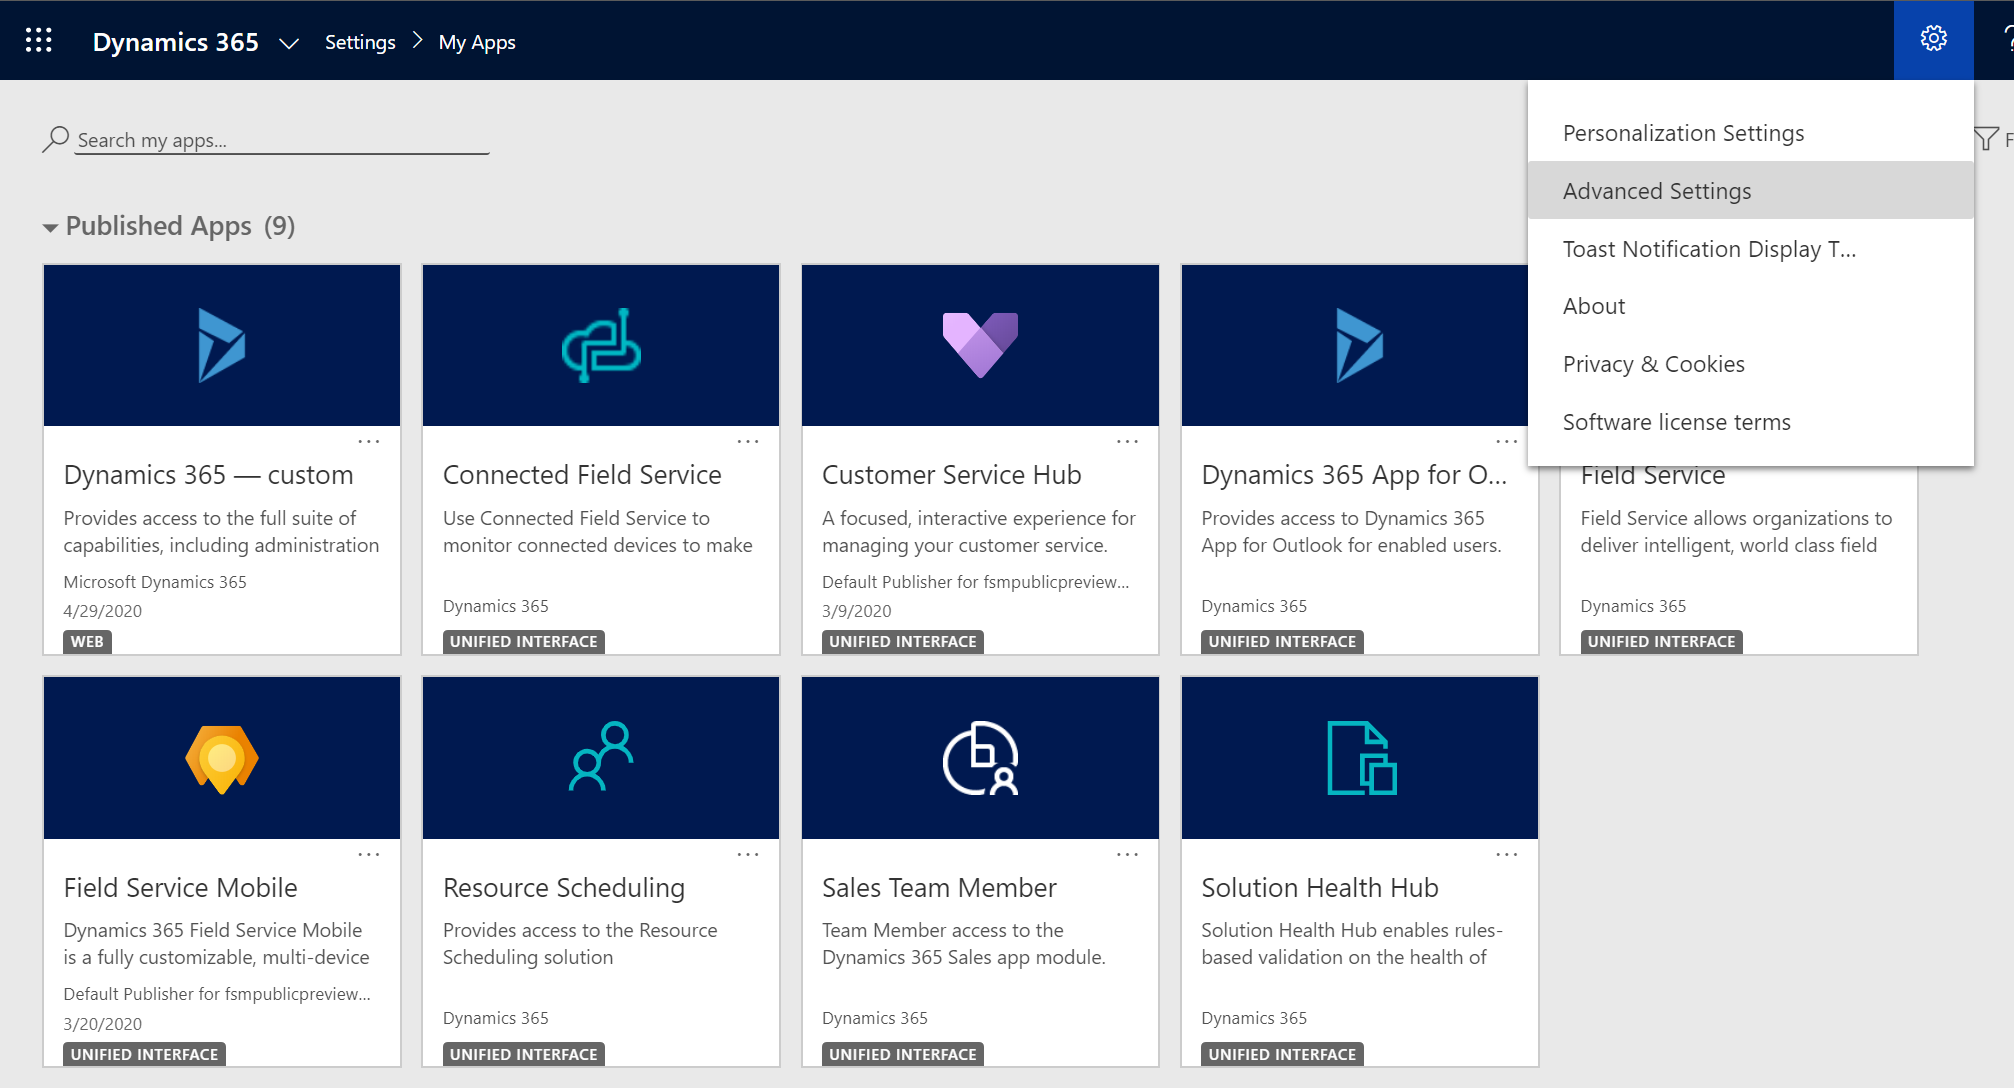 Dynamics 365 Settings My Apps
Search my apps...
Personalization Settings
Advanced Settings
Toast Notification Display T...
About
Privacy & Cookies
Software license terms
Published Apps (9)
Dynamics 365 — custom
Provides access to the full suite of
capabilities, including administration
Microsoft Dynamics 365
4/29/2020
WEB
Connected Field Service
Use Connected Field Service to
monitor connected devices to make
Dynamics 365
UNIFIED INTERFACE
Customer Service Hub
A focused, interactive experience for
managing your customer service.
Default Publisher for fsmpublicpreview...
3/9/2020
UNIFIED INTERFACE
Dynamics 365 App for O...
Provides access to Dynamics 365
App for Outlook for enabled users.
Dynamics 365
UNIFIED INTERFACE
Field Service
Field Service allows organizations to
deliver intelligent, world class field
Dynamics 365
UNIFIED INTERFACE
Field Service Mobile
Dynamics 365 Field Service Mobile
is a fully customizable, multi-device
Default Publisher for fsmpublicpreview...
3/20/2020
UNIFIED INTERFACE
Resource Scheduling
Provides access to the Resource
Scheduling solution
Dynamics 365
UNIFIED INTERFACE
Sales Team Member
Team Member access to the
Dynamics 365 Sales app module.
Dynamics 365
UNIFIED INTERFACE
Solution Health Hub
Solution Health Hub enables rules-
based validation on the health of
Dynamics 365
UNIFIED INTERFACE